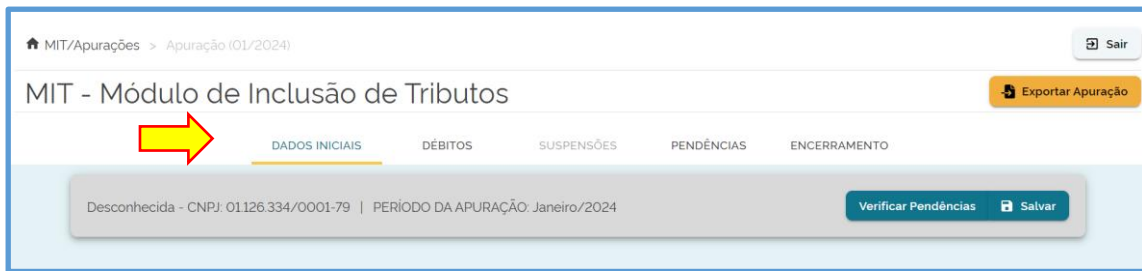 MIT/Apurações > Apuração (01/2024)
Sair
MIT - Módulo de Inclusão de Tributos
Exportar Apuração
DADOS INICIAIS DÉBITOS SUSPENSÕES PENDÊNCIAS ENCERRAMENTO
Desconhecida - CNPJ: 01.126.334/0001-79 | PERÍODO DA APURAÇÃO: Janeiro/2024
Verificar Pendências Salvar